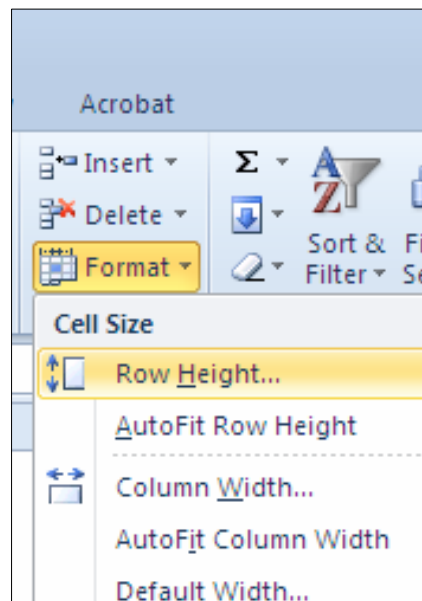 Acrobat
Insert
Σ
Delete
Format
A
Z
Sort &
Filter
Cell Size
Row Height...
AutoFit Row Height
Column Width...
AutoFit Column Width
Default Width...